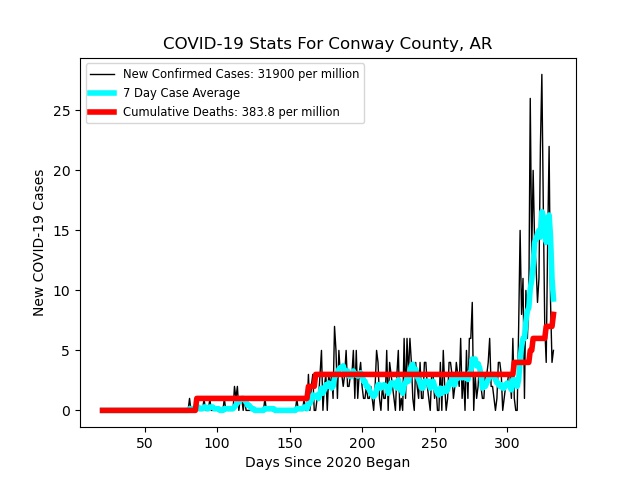 COVID-19 Stats For Conway County, AR
New Confirmed Cases: 31900 per million
7 Day Case Average
Cumulative Deaths: 383.8 per million
25
20
15
10
5
0
New COVID-19 Cases
50 100 150 200 250 300
Days Since 2020 Began